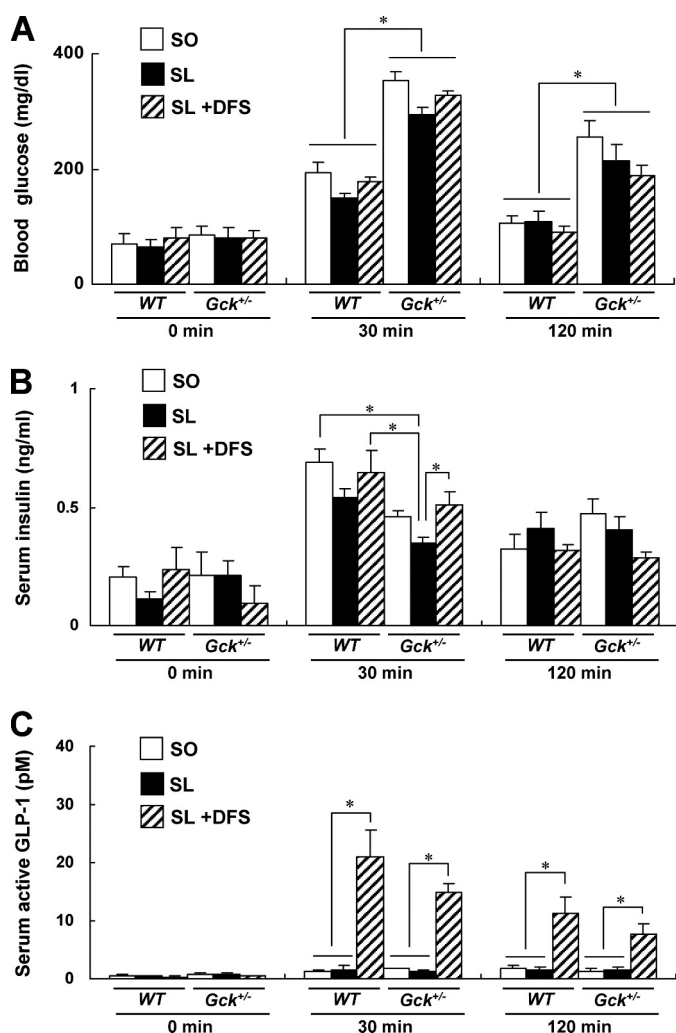 A
SO
SL
SL +DFS
Blood glucose (mg/dl)
400
200
0
*
*
WT Gck+/- WT Gck+/- WT Gck+/-
0 min 30 min 120 min
B
SO
SL
SL +DFS
Serum insulin (ng/ml)
1
0.5
0
*
*
*
WT Gck+/- WT Gck+/- WT Gck+/-
0 min 30 min 120 min
C
SO
SL
SL +DFS
Serum active GLP-1 (pM)
40
30
20
10
0
*
*
*
*
WT Gck+/- WT Gck+/- WT Gck+/-
0 min 30 min 120 min